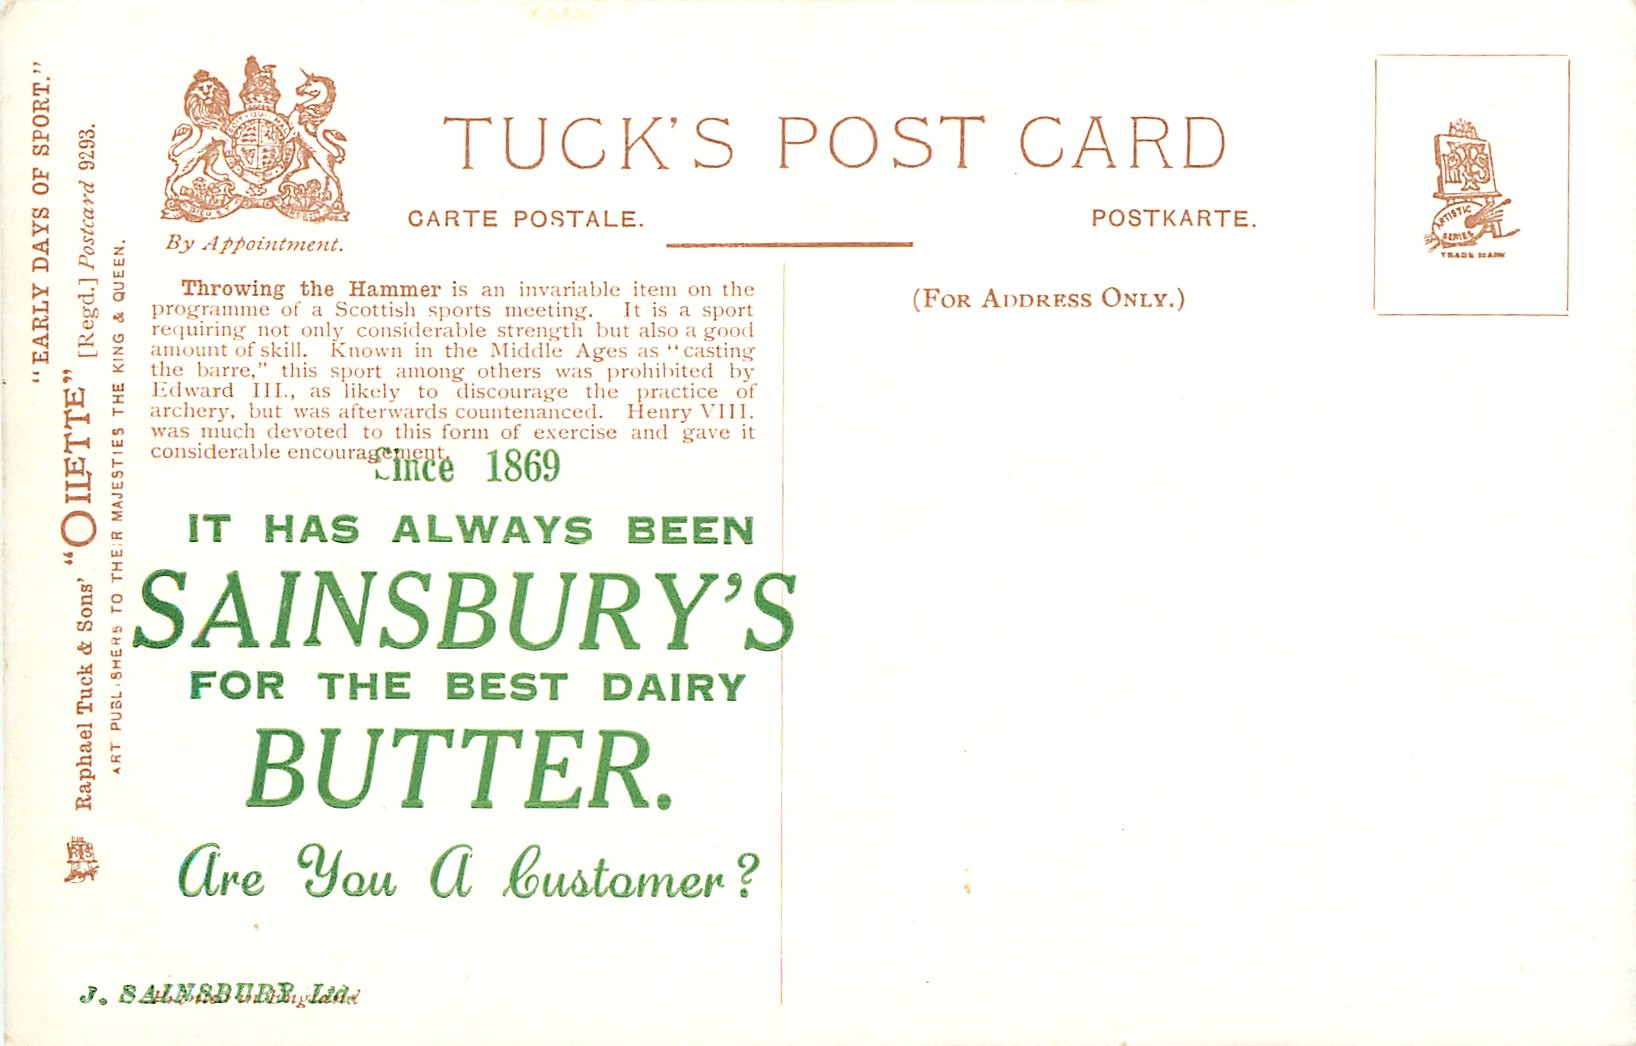 "EARLY DAYS OF SPORT."
Raphael Tuck & Sons' "OILETTE" [Regd.] Postcard 9293.
ART PUBLISHERS TO THEIR MAJESTIES THE KING & QUEEN.
By Appointment.
TUCK'S POST CARD
CARTE POSTALE.
POSTKARTE.
(FOR ADDRESS ONLY.)
ARTISTIC
SERIES
TRADE MARK
Throwing the Hammer is an invariable item on the
programme of a Scottish sports meeting. It is a sport
requiring not only considerable strength but also a good
amount of skill. Known in the Middle Ages as "casting
the barre," this sport among others was prohibited by
Edward III., as likely to discourage the practice of
archery, but was afterwards countenanced. Henry VIII.
was much devoted to this form of exercise and gave it
considerable encouragement.
Since 1869
IT HAS ALWAYS BEEN
SAINSBURY'S
FOR THE BEST DAIRY
BUTTER.
Are You A Customer?
J. SAINSBURY Ltd.
Printed in England